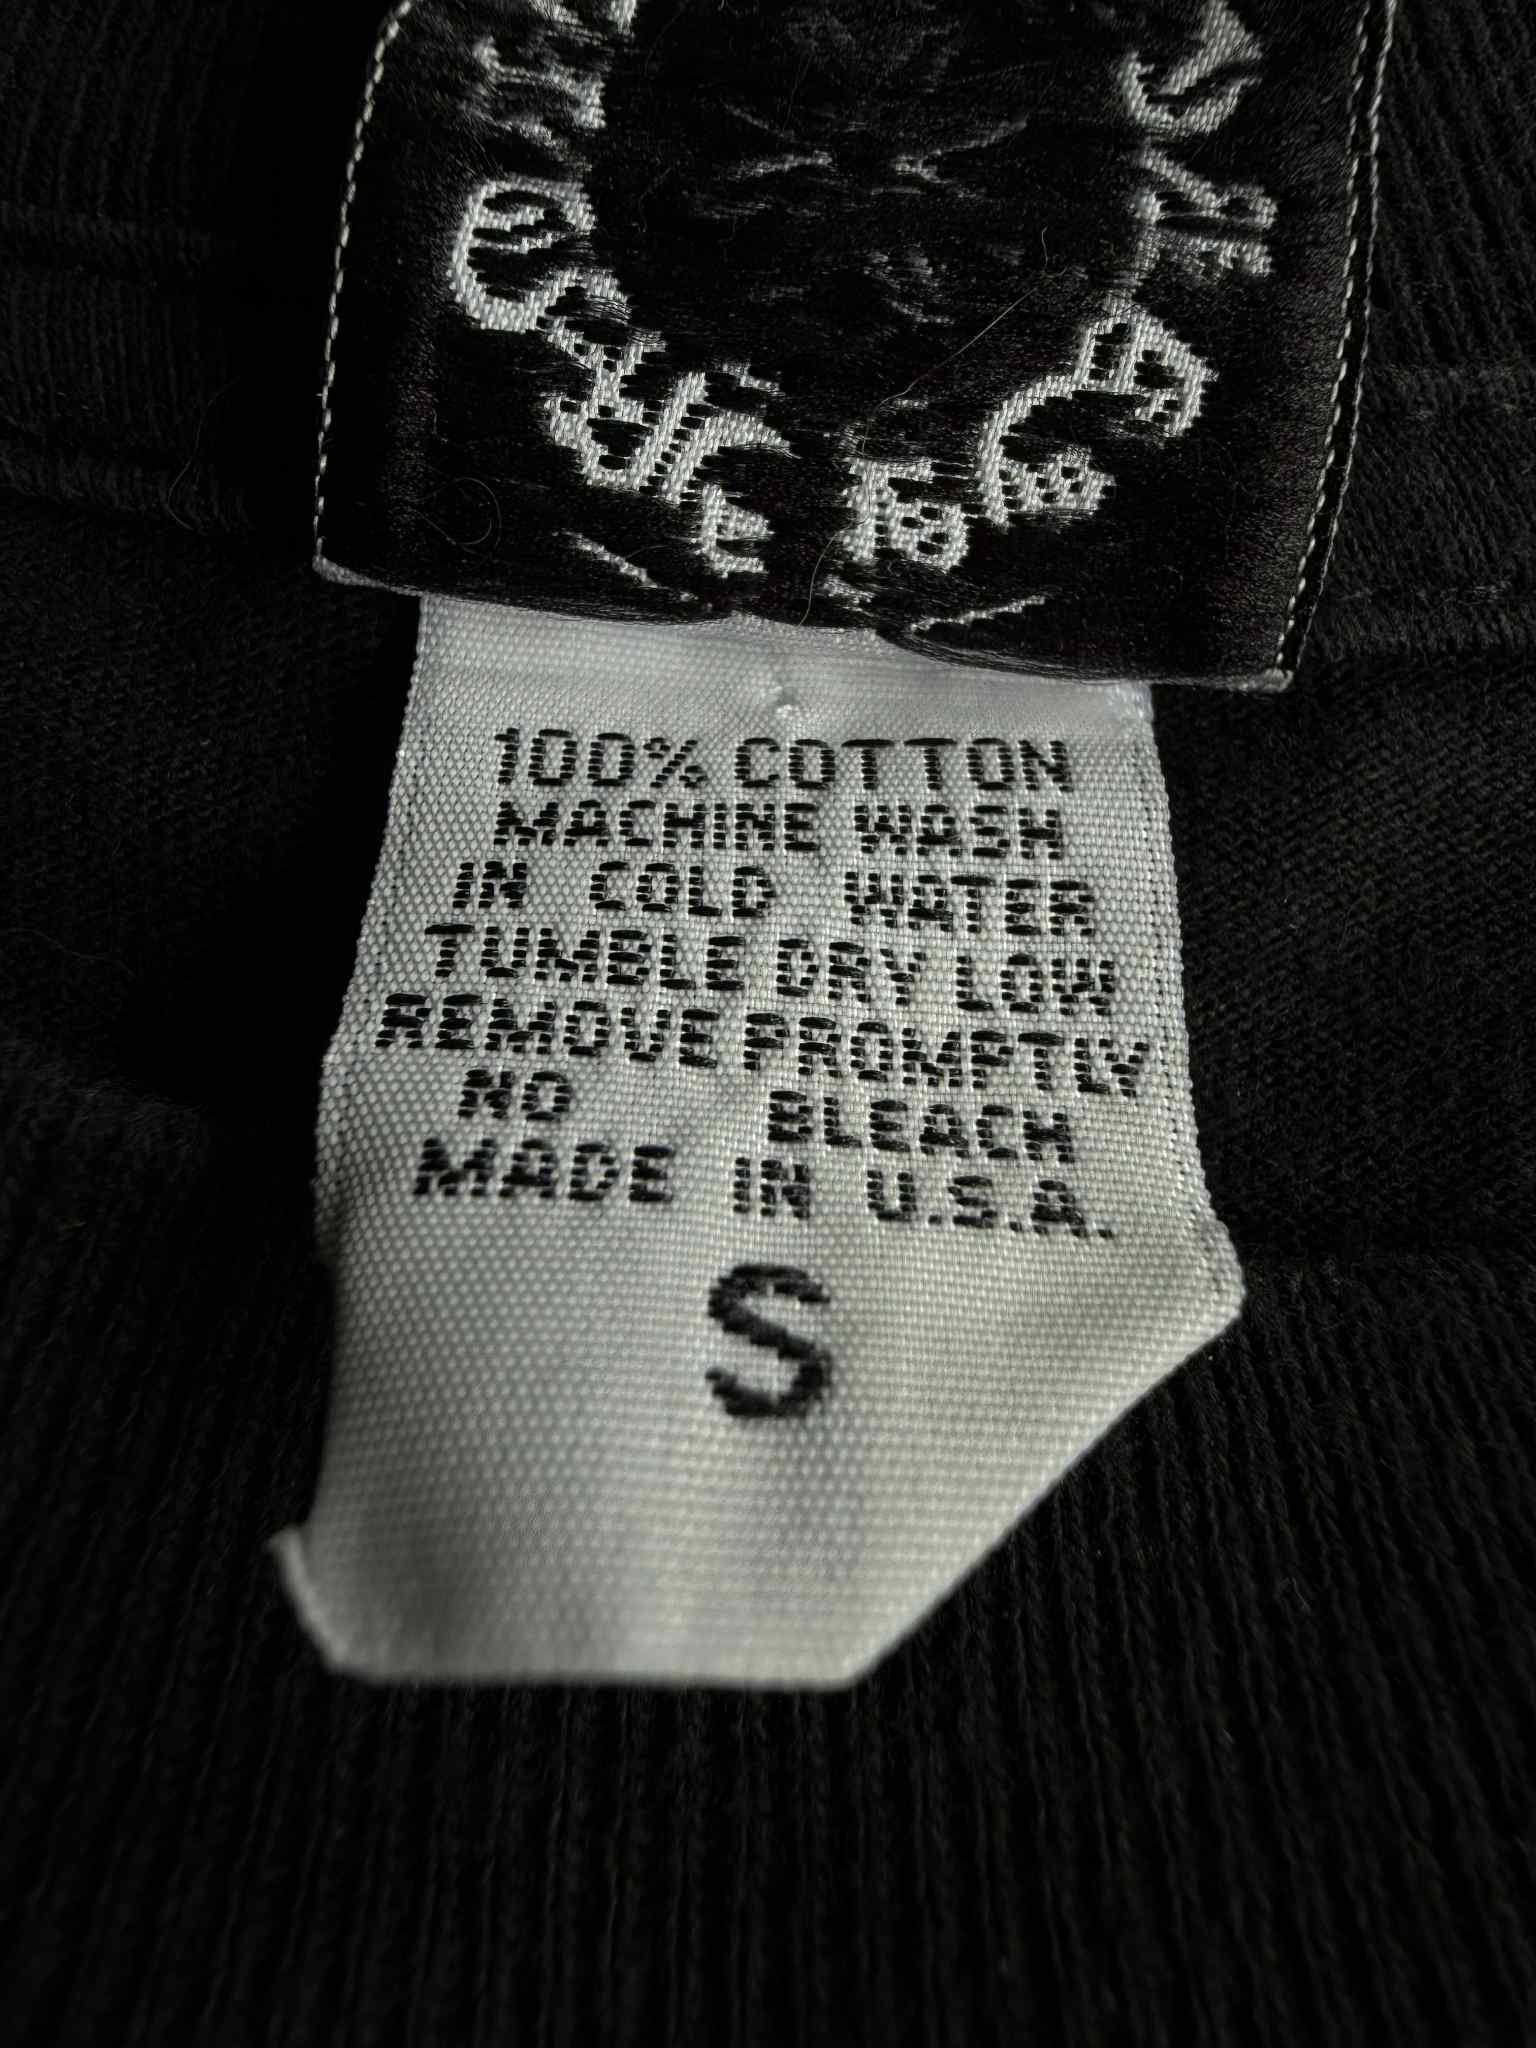 100% COTTON
MACHINE WASH
IN COLD WATER
TUMBLE DRY LOW
REMOVE PROMPTLY
NO BLEACH
MADE IN U.S.A.
S